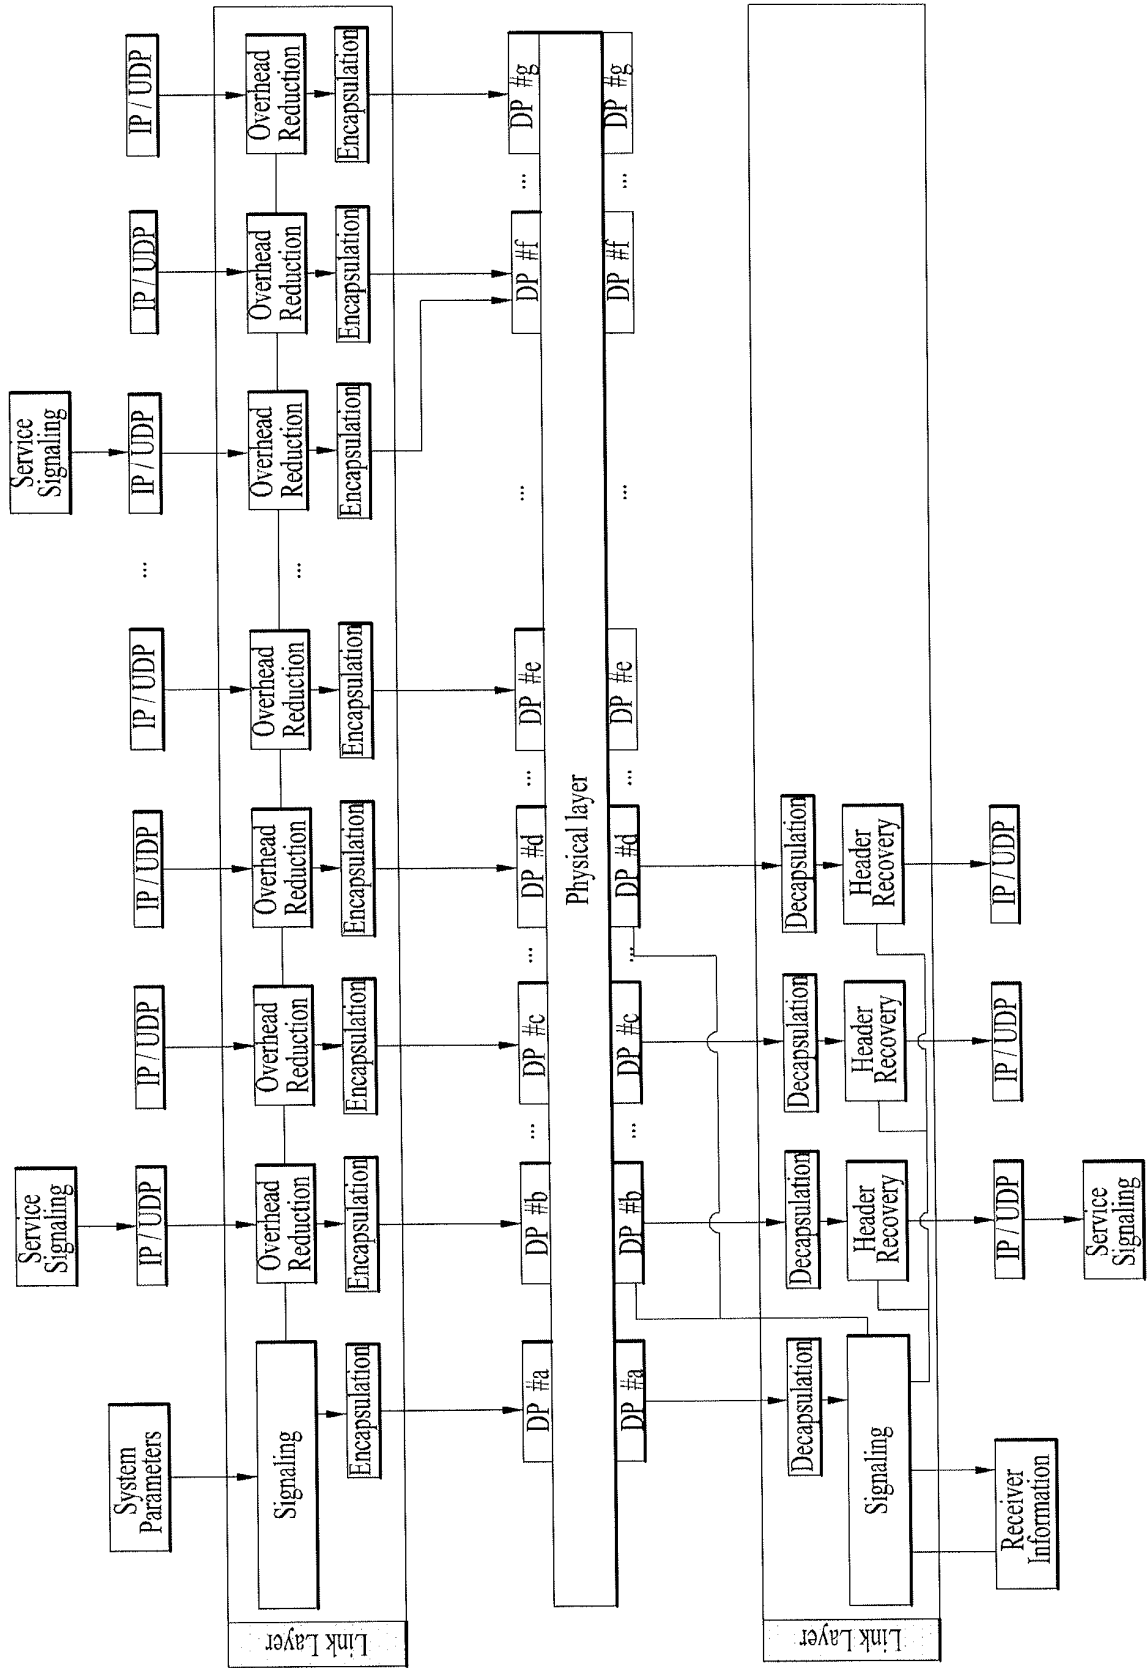 Service
Signaling
Service
Signaling
System
Parameters
IP / UDP
IP / UDP
IP / UDP
IP / UDP
...
IP / UDP
IP / UDP
IP / UDP
Link Layer
Signaling
Overhead
Reduction
Overhead
Reduction
Overhead
Reduction
Overhead
Reduction
...
Overhead
Reduction
Overhead
Reduction
Overhead
Reduction
Encapsulation
Encapsulation
Encapsulation
Encapsulation
Encapsulation
Encapsulation
Encapsulation
Encapsulation
DP #a
DP #b
...
DP #c
...
DP #d
...
DP #e
...
DP #f
...
DP #g
Physical layer
DP #a
DP #b
...
DP #c
...
DP #d
...
DP #e
...
DP #f
...
DP #g
Link Layer
Decapsulation
Decapsulation
Decapsulation
Decapsulation
Signaling
Header
Recovery
Header
Recovery
Header
Recovery
Receiver
Information
IP / UDP
IP / UDP
IP / UDP
Service
Signaling